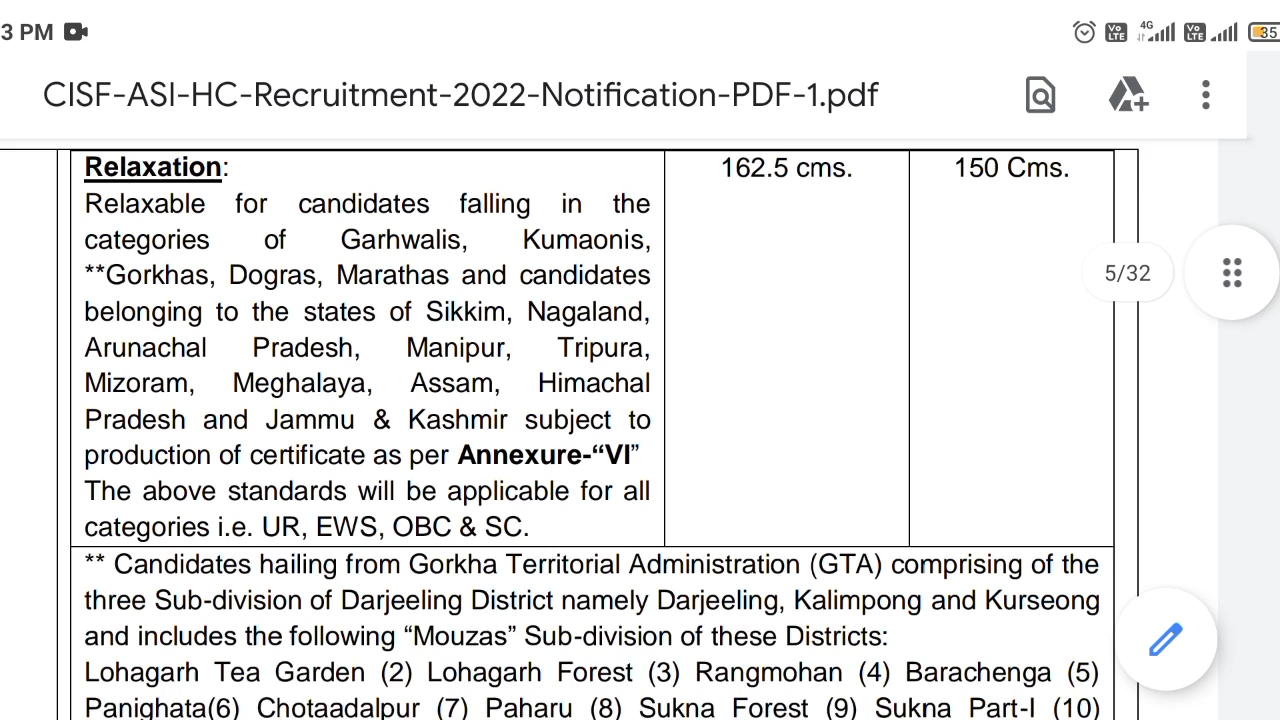 3 PM
Vo LTE 4G Vo LTE 35
CISF-ASI-HC-Recruitment-2022-Notification-PDF-1.pdf
Relaxation: 162.5 cms. 150 Cms.
Relaxable for candidates falling in the
categories of Garhwalis, Kumaonis,
**Gorkhas, Dogras, Marathas and candidates
belonging to the states of Sikkim, Nagaland,
Arunachal Pradesh, Manipur, Tripura,
Mizoram, Meghalaya, Assam, Himachal
Pradesh and Jammu & Kashmir subject to
production of certificate as per Annexure-“VI”
The above standards will be applicable for all
categories i.e. UR, EWS, OBC & SC.
5/32
** Candidates hailing from Gorkha Territorial Administration (GTA) comprising of the
three Sub-division of Darjeeling District namely Darjeeling, Kalimpong and Kurseong
and includes the following “Mouzas” Sub-division of these Districts:
Lohagarh Tea Garden (2) Lohagarh Forest (3) Rangmohan (4) Barachenga (5)
Panighata(6) Chotaadalpur (7) Paharu (8) Sukna Forest (9) Sukna Part-I (10)